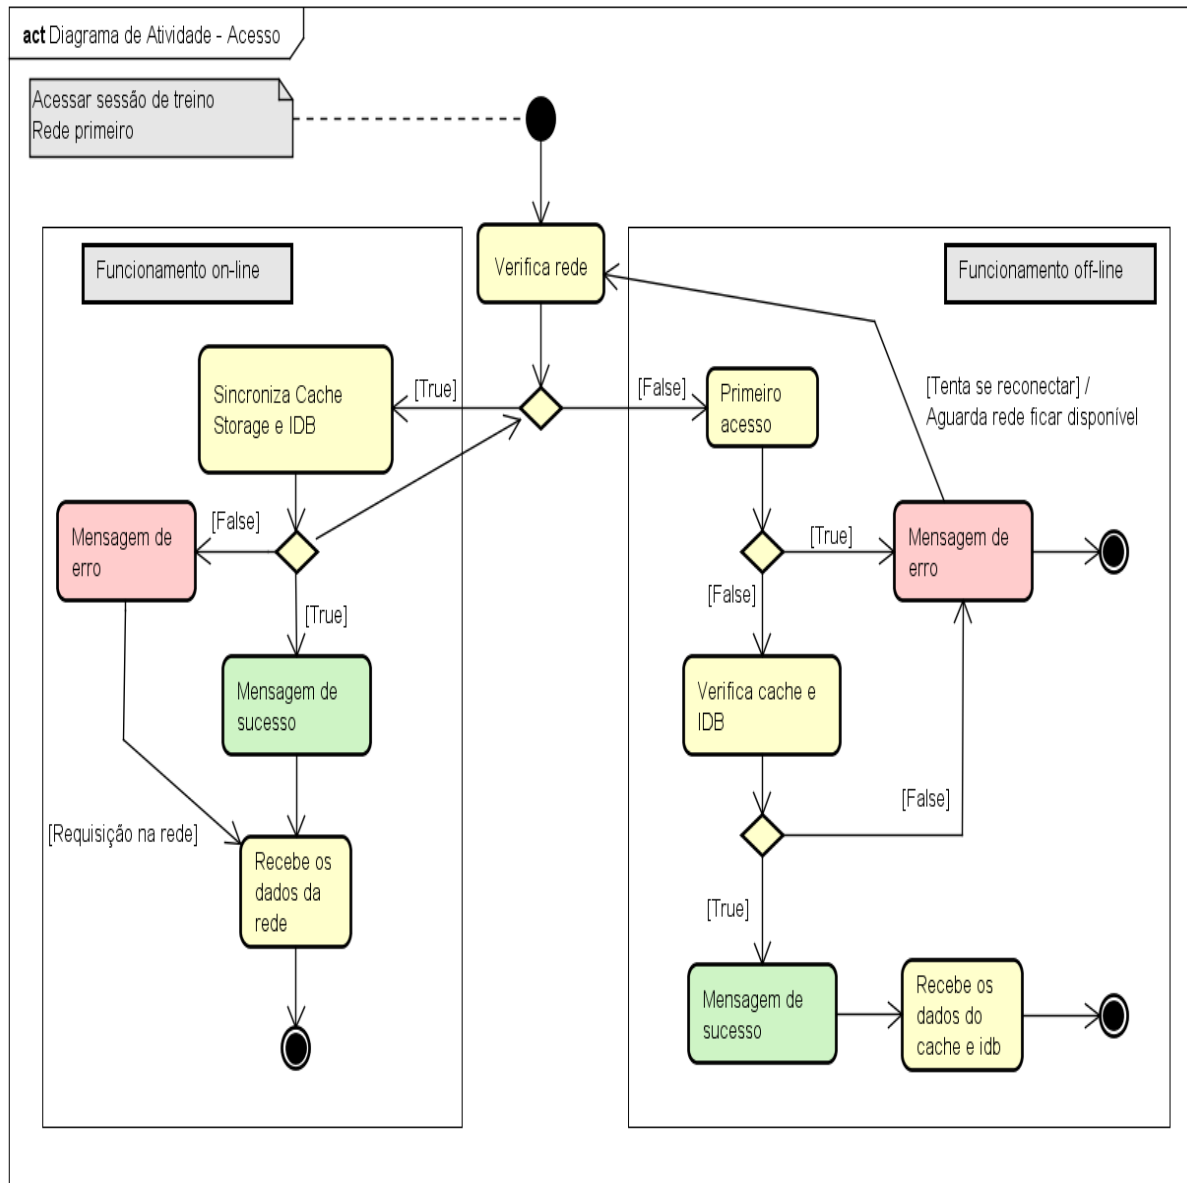 act Diagrama de Atividade - Acesso
Acessar sessão de treino
Rede primeiro
Verifica rede
Funcionamento on-line
Funcionamento off-line
Sincroniza Cache
Storage e IDB
[True]
[False]
Primeiro
acesso
[Tenta se reconectar] /
Aguarda rede ficar disponível
Mensagem de
erro
[False]
[True]
Mensagem de
sucesso
[Requisição na rede]
Recebe os
dados da
rede
[True]
Mensagem de
erro
[False]
Verifica cache e
IDB
[False]
[True]
Mensagem de
sucesso
Recebe os
dados do
cache e idb